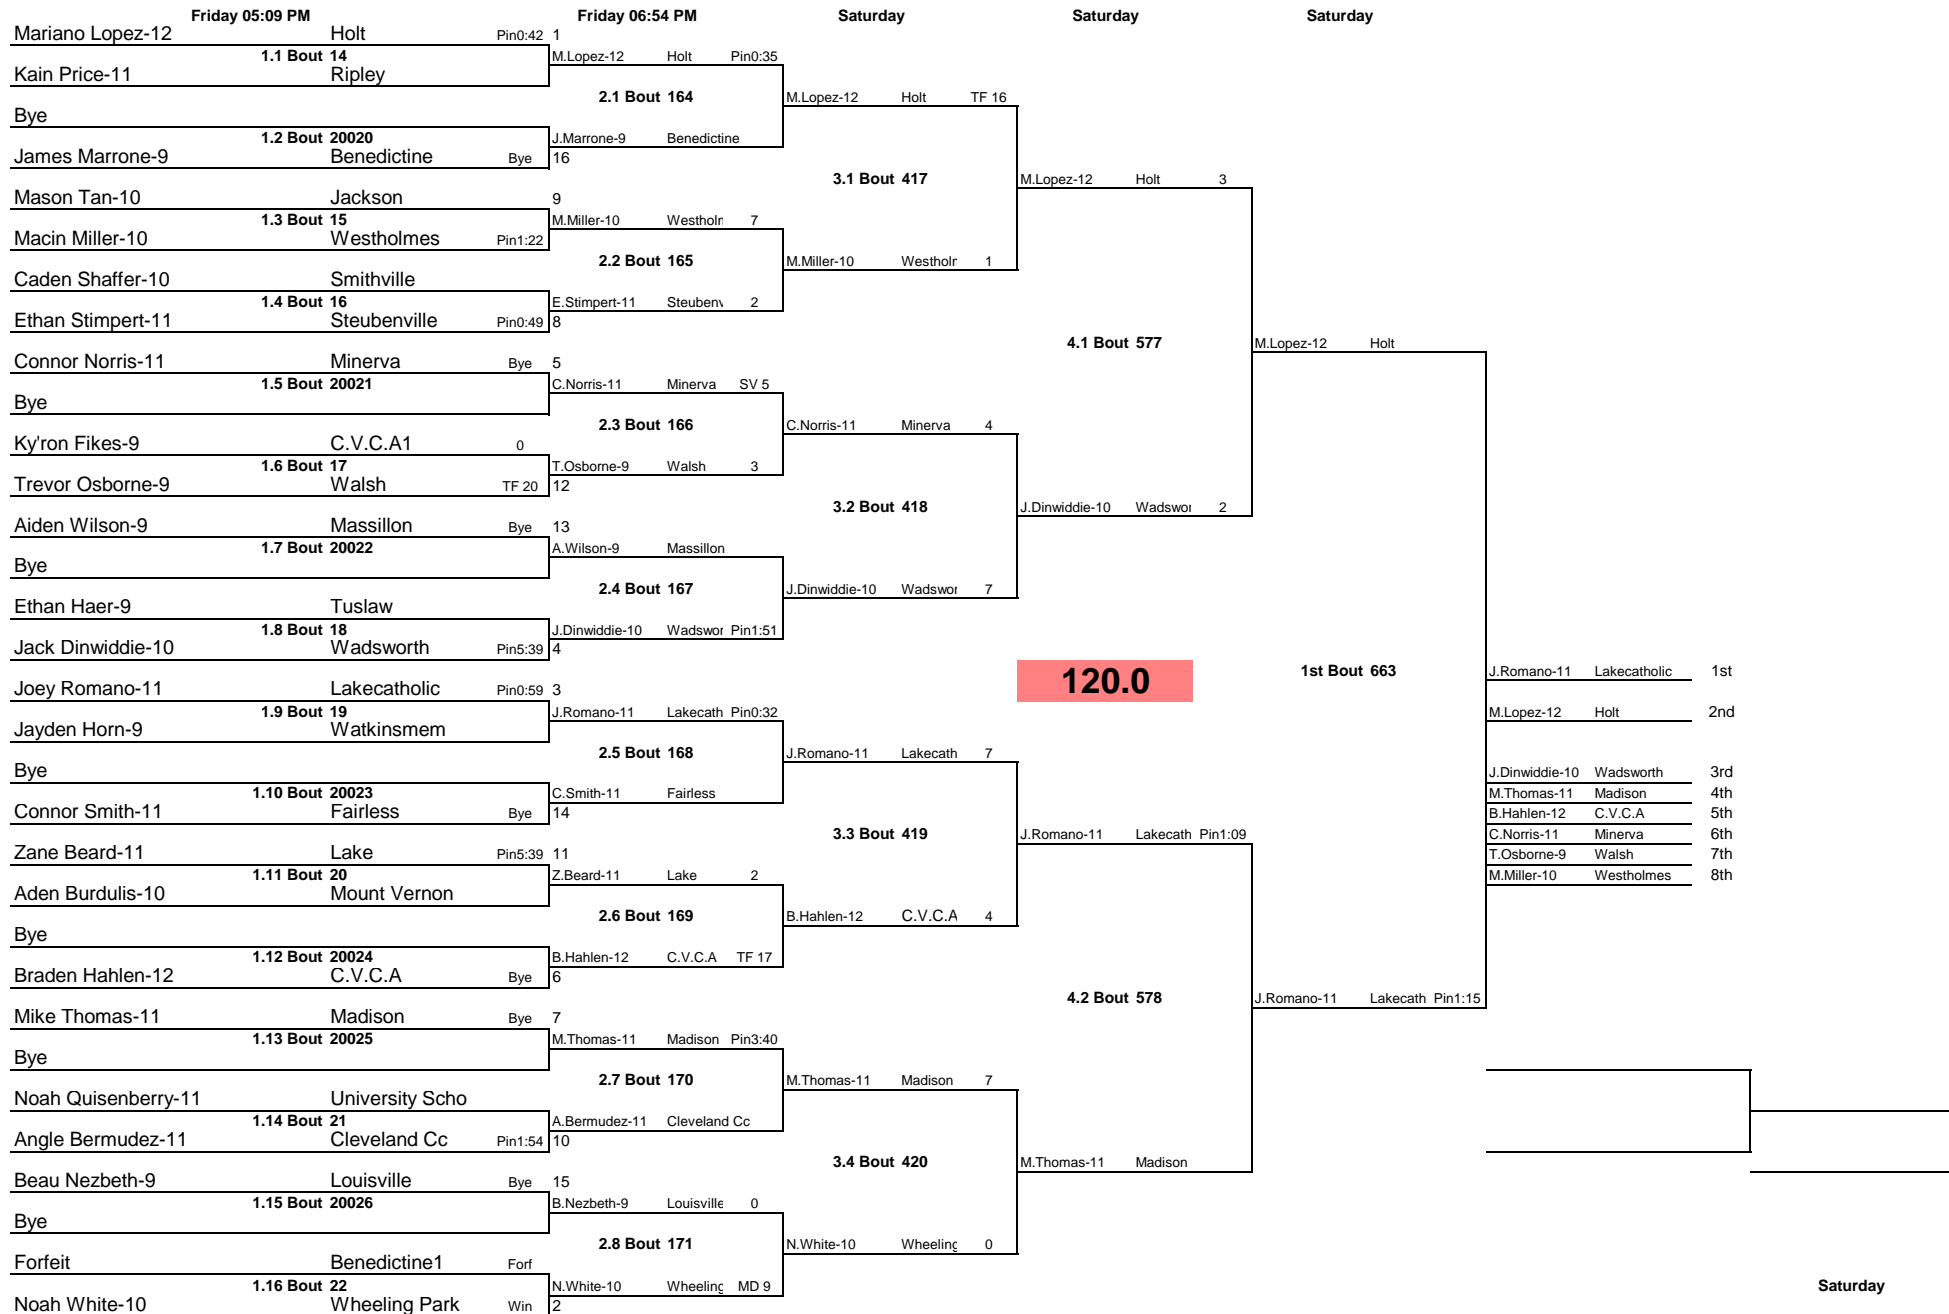 Friday 05:09 PM Friday 06:54 PM Saturday Saturday Saturday
Mariano Lopez-12 Holt Pin0:42 1
1.1 Bout 14 M.Lopez-12 Holt Pin0:35
Kain Price-11 Ripley
2.1 Bout 164 M.Lopez-12 Holt TF 16
Bye
1.2 Bout 20020 J.Marrone-9 Benedictine
James Marrone-9 Benedictine Bye 16
3.1 Bout 417 M.Lopez-12 Holt 3
Mason Tan-10 Jackson 9
1.3 Bout 15 M.Miller-10 Westholm 7
Macin Miller-10 Westholmes Pin1:22
2.2 Bout 165 M.Miller-10 Westholm 1
Caden Shaffer-10 Smithville
1.4 Bout 16 E.Stimpert-11 Steubenv 2
Ethan Stimpert-11 Steubenville Pin0:49 8
4.1 Bout 577 M.Lopez-12 Holt
Connor Norris-11 Minerva Bye 5
1.5 Bout 20021 C.Norris-11 Minerva SV 5
Bye
2.3 Bout 166 C.Norris-11 Minerva 4
Ky'ron Fikes-9 C.V.C.A1 0
1.6 Bout 17 T.Osborne-9 Walsh 3
Trevor Osborne-9 Walsh TF 20 12
3.2 Bout 418 J.Dinwiddie-10 Wadswor 2
Aiden Wilson-9 Massillon Bye 13
1.7 Bout 20022 A.Wilson-9 Massillon
Bye
2.4 Bout 167 J.Dinwiddie-10 Wadswor 7
Ethan Haer-9 Tuslaw
1.8 Bout 18 J.Dinwiddie-10 Wadswor Pin1:51
Jack Dinwiddie-10 Wadsworth Pin5:39 4
120.0 1st Bout 663 J.Romano-11 Lakecatholic 1st
Joey Romano-11 Lakecatholic Pin0:59 3
1.9 Bout 19 J.Romano-11 Lakecath Pin0:32 M.Lopez-12 Holt 2nd
Jayden Horn-9 Watkinsmem
2.5 Bout 168 J.Romano-11 Lakecath 7
Bye J.Dinwiddie-10 Wadsworth 3rd
1.10 Bout 20023 C.Smith-11 Fairless M.Thomas-11 Madison 4th
Connor Smith-11 Fairless Bye 14 B.Hahlen-12 C.V.C.A 5th
3.3 Bout 419 J.Romano-11 Lakecath Pin1:09 C.Norris-11 Minerva 6th
Zane Beard-11 Lake Pin5:39 11 T.Osborne-9 Walsh 7th
1.11 Bout 20 Z.Beard-11 Lake 2 M.Miller-10 Westholmes 8th
Aden Burdulis-10 Mount Vernon
2.6 Bout 169 B.Hahlen-12 C.V.C.A 4
Bye
1.12 Bout 20024 B.Hahlen-12 C.V.C.A TF 17
Braden Hahlen-12 C.V.C.A Bye 6
4.2 Bout 578 J.Romano-11 Lakecath Pin1:15
Mike Thomas-11 Madison Bye 7
1.13 Bout 20025 M.Thomas-11 Madison Pin3:40
Bye
2.7 Bout 170 M.Thomas-11 Madison 7
Noah Quisenberry-11 University Scho
1.14 Bout 21 A.Bermudez-11 Cleveland Cc
Angle Bermudez-11 Cleveland Cc Pin1:54 10
3.4 Bout 420 M.Thomas-11 Madison
Beau Nezbeth-9 Louisville Bye 15
1.15 Bout 20026 B.Nezbeth-9 Louisville 0
Bye
2.8 Bout 171 N.White-10 Wheeling 0
Forfeit Benedictine1 Forf
1.16 Bout 22 N.White-10 Wheeling MD 9 Saturday
Noah White-10 Wheeling Park Win 2